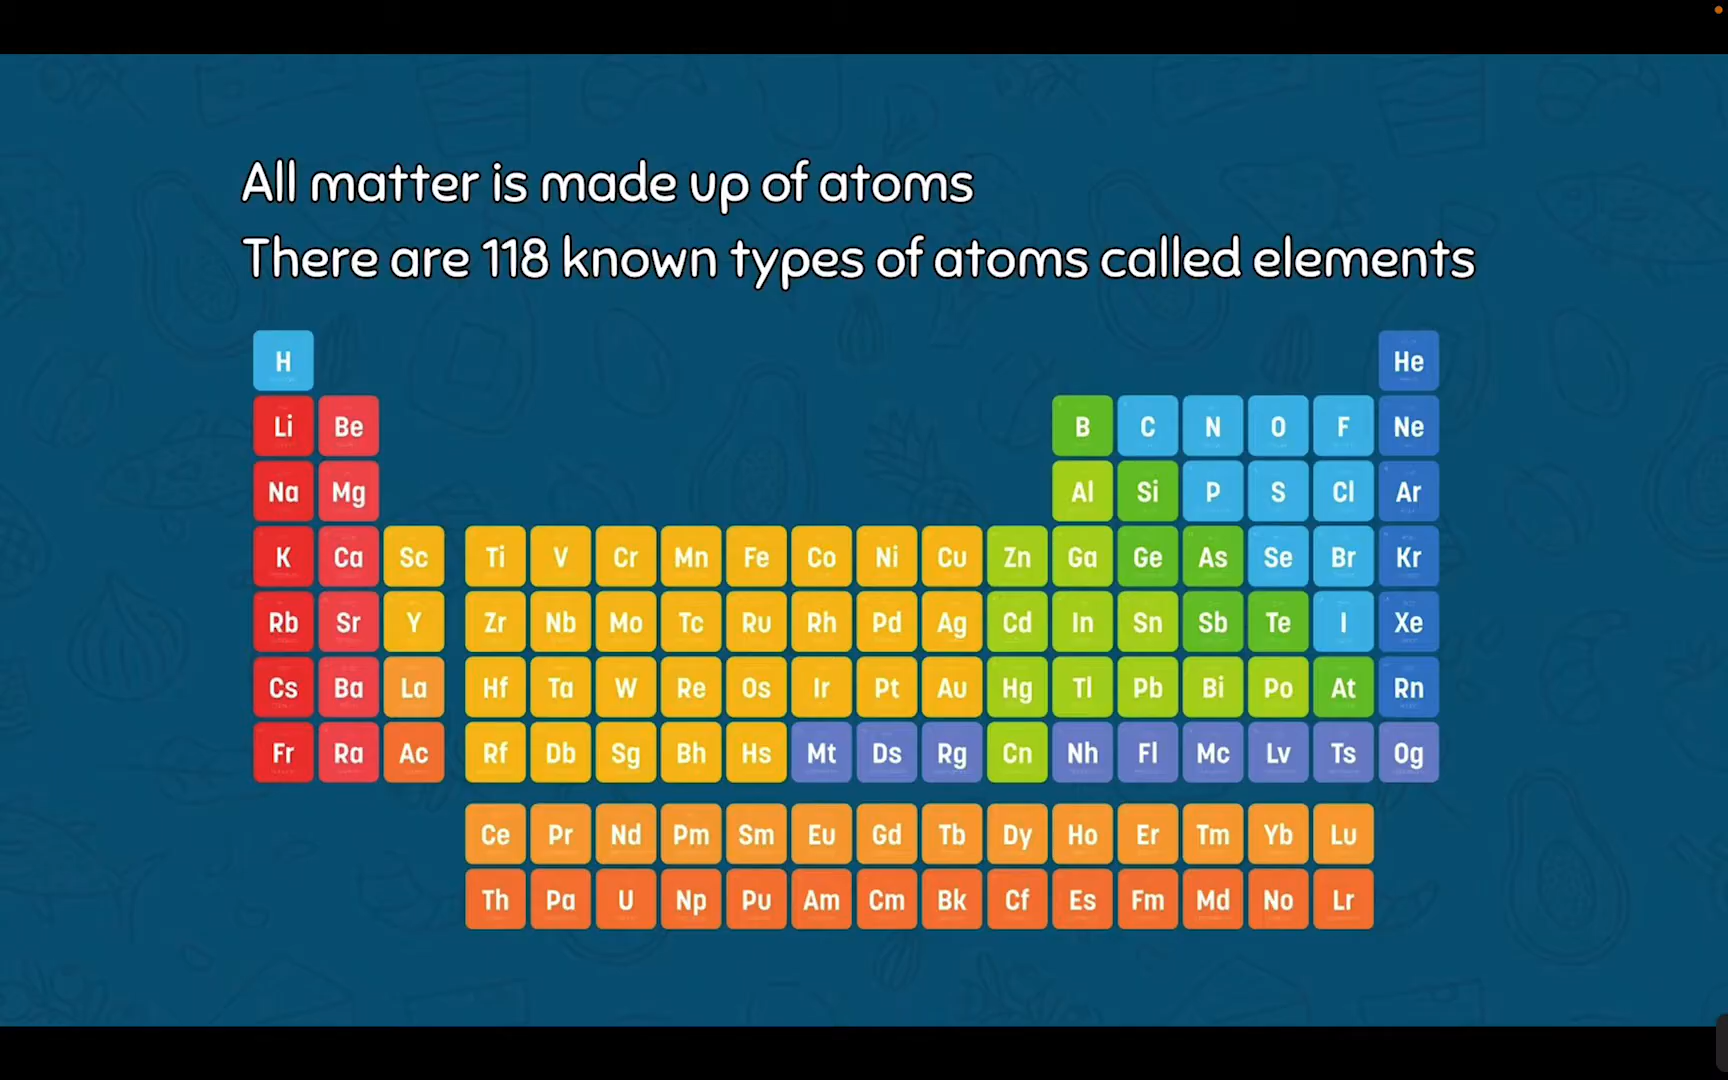 All matter is made up of atoms
There are 118 known types of atoms called elements
H He
Li Be B C N O F Ne
Na Mg Al Si P S Cl Ar
K Ca Sc Ti V Cr Mn Fe Co Ni Cu Zn Ga Ge As Se Br Kr
Rb Sr Y Zr Nb Mo Tc Ru Rh Pd Ag Cd In Sn Sb Te I Xe
Cs Ba La Hf Ta W Re Os Ir Pt Au Hg Tl Pb Bi Po At Rn
Fr Ra Ac Rf Db Sg Bh Hs Mt Ds Rg Cn Nh Fl Mc Lv Ts Og
Ce Pr Nd Pm Sm Eu Gd Tb Dy Ho Er Tm Yb Lu
Th Pa U Np Pu Am Cm Bk Cf Es Fm Md No Lr